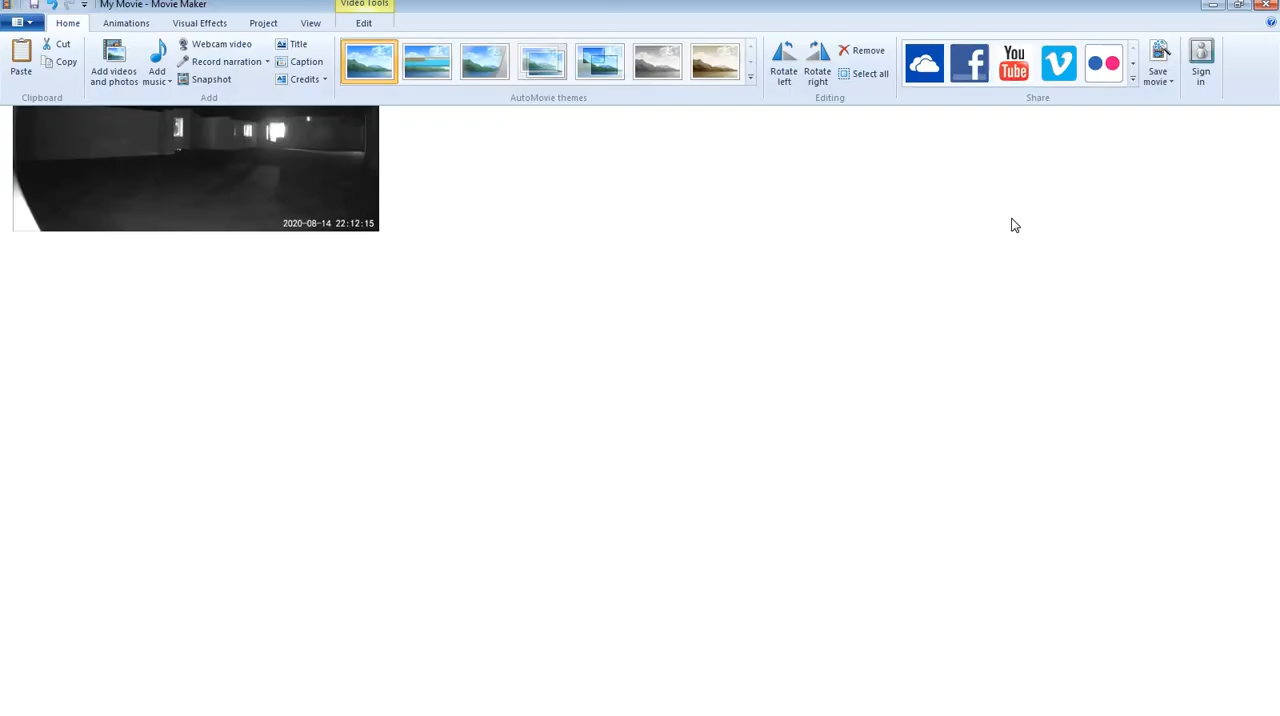 My Movie - Movie Maker
Video Tools
Home
Animations
Visual Effects
Project
View
Edit
Paste
Cut
Copy
Clipboard
Add videos
and photos
Add
music
Webcam video
Record narration
Snapshot
Title
Caption
Credits
Add
AutoMovie themes
Rotate
left
Rotate
right
Remove
Select all
Editing
You
Tube
Share
Save
movie
Sign
in
2020-08-14 22:12:15